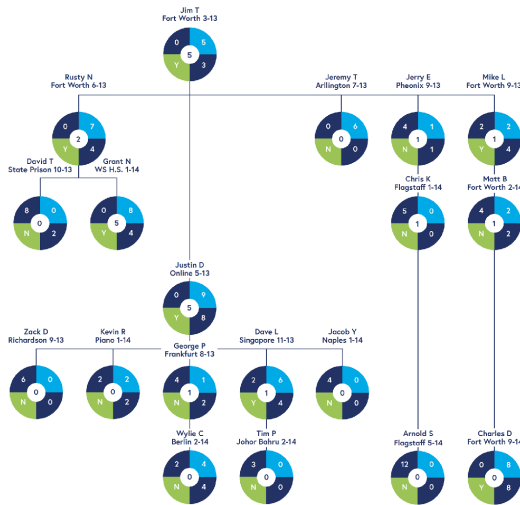 Jim T
Fort Worth 3-13
0 5
5
Y 3
Rusty N
Fort Worth 6-13
Jeremy T
Arilington 7-13
Jerry E
Pheonix 9-13
Mike L
Fort Worth 9-13
0 7
2
Y 4
0 6
0
N 0
4 1
1
N 1
2 2
1
Y 4
David T
State Prison 10-13
Grant N
WS H.S. 1-14
Chris K
Flagstaff 1-14
Matt B
Fort Worth 2-14
8 0
0
N 2
0 8
5
Y 4
5 0
1
N 0
4 2
1
N 2
Justin D
Online 5-13
0 9
5
Y 8
Zack D
Richardson 9-13
Kevin R
Plano 1-14
George P
Frankfurt 8-13
Dave L
Singapore 11-13
Jacob Y
Naples 1-14
6 0
0
N 0
2 2
0
N 0
4 1
1
N 2
2 6
1
Y 4
4 0
0
N 0
Wylie C
Berlin 2-14
Tim P
Johor Bahru 2-14
Arnold S
Flagstaff 5-14
Charles D
Fort Worth 9-14
2 4
0
N 4
3 0
0
N 0
12 0
0
N 0
0 8
0
Y 8